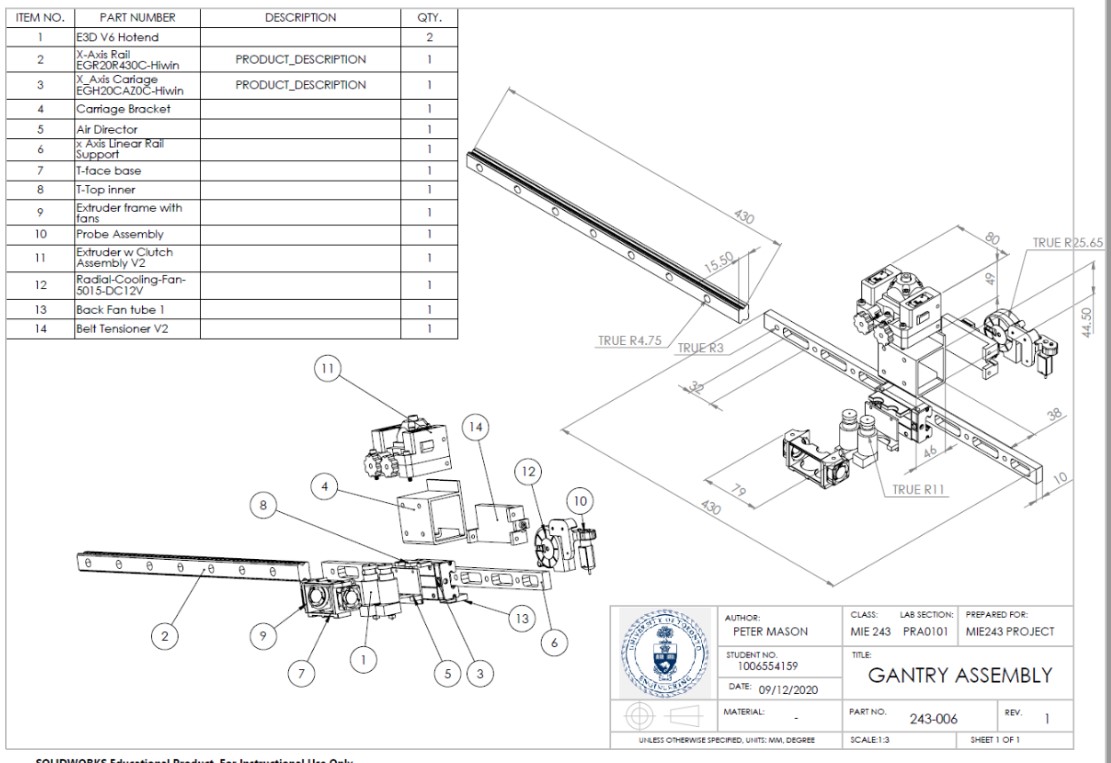 ITEM NO. PART NUMBER DESCRIPTION QTY.
1 E3D V6 Hotend 2
2 X-Axis Rail EGR20R430C-Hiwin PRODUCT_DESCRIPTION 1
3 X_Axis Cariage EGH20CAZ0C-Hiwin PRODUCT_DESCRIPTION 1
4 Carriage Bracket 1
5 Air Director 1
6 x Axis Linear Rail Support 1
7 T-face base 1
8 T-Top inner 1
9 Extruder frame with fans 1
10 Probe Assembly 1
11 Extruder w Clutch Assembly V2 1
12 Radial-Cooling-Fan-5015-DC12V 1
13 Back Fan tube 1 1
14 Belt Tensioner V2 1
430
15.50
80
TRUE R25.65
49
44.50
TRUE R4.75
TRUE R3
32
38
46
10
79
TRUE R11
430
11
14
4
12
10
8
13
6
2
9
7
1
5
3
UNIVERSITY OF TORONTO
ENGINEERING
AUTHOR:
PETER MASON
CLASS: LAB SECTION:
MIE 243 PRA0101
PREPARED FOR:
MIE243 PROJECT
STUDENT NO.
1006554159
TITLE:
GANTRY ASSEMBLY
DATE: 09/12/2020
MATERIAL: -
PART NO. 243-006
REV. 1
UNLESS OTHERWISE SPECIFIED, UNITS: MM, DEGREE
SCALE:1:3
SHEET 1 OF 1
SOLIDWORKS Educational Product. For Instructional Use Only.